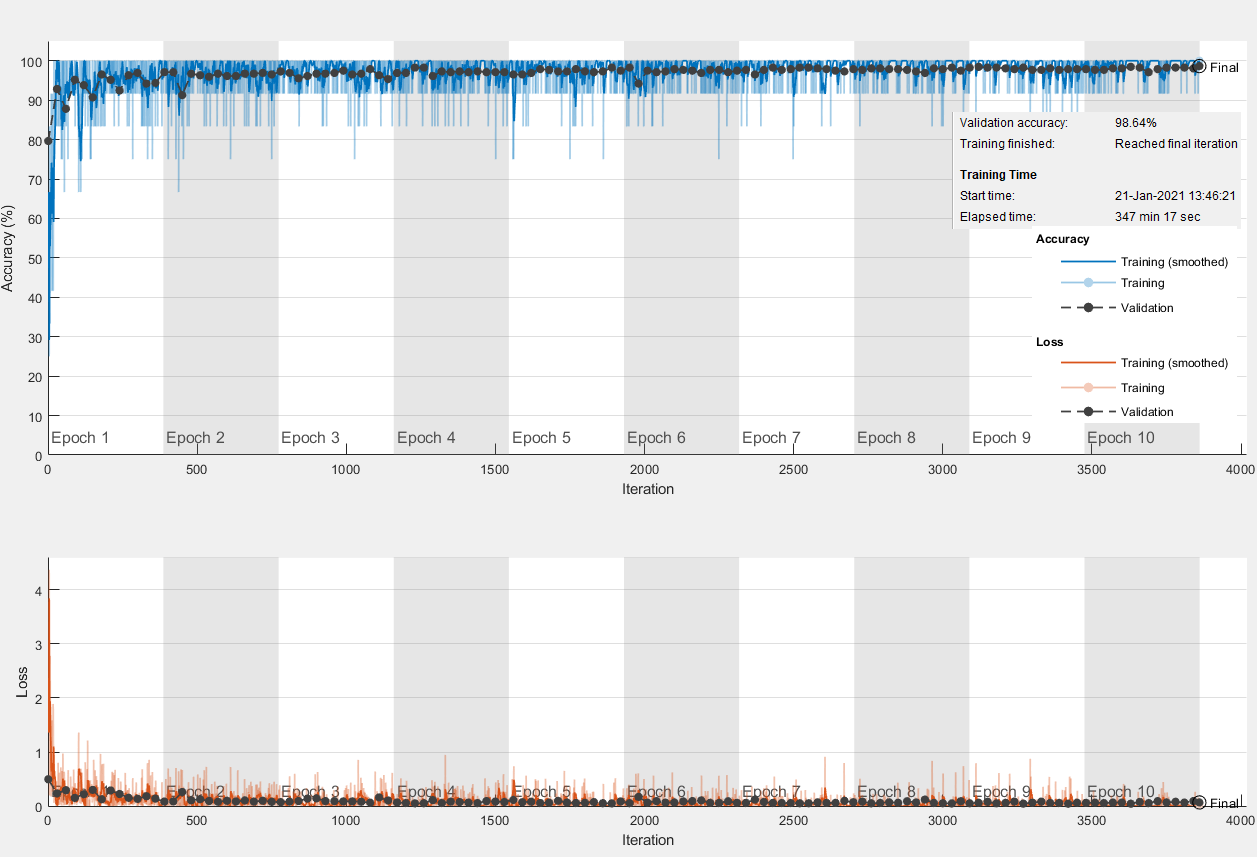 100
90
80
70
60
50
40
30
20
10
0
Accuracy (%)
Final
Validation accuracy: 98.64%
Training finished: Reached final iteration
Training Time
Start time: 21-Jan-2021 13:46:21
Elapsed time: 347 min 17 sec
Accuracy
Training (smoothed)
Training
Validation
Loss
Training (smoothed)
Training
Validation
Epoch 1 Epoch 2 Epoch 3 Epoch 4 Epoch 5 Epoch 6 Epoch 7 Epoch 8 Epoch 9 Epoch 10
0 500 1000 1500 2000 2500 3000 3500 4000
Iteration
4
3
2
1
0
Loss
Epoch 2 Epoch 3 Epoch 4 Epoch 5 Epoch 6 Epoch 7 Epoch 8 Epoch 9 Epoch 10
Final
0 500 1000 1500 2000 2500 3000 3500 4000
Iteration